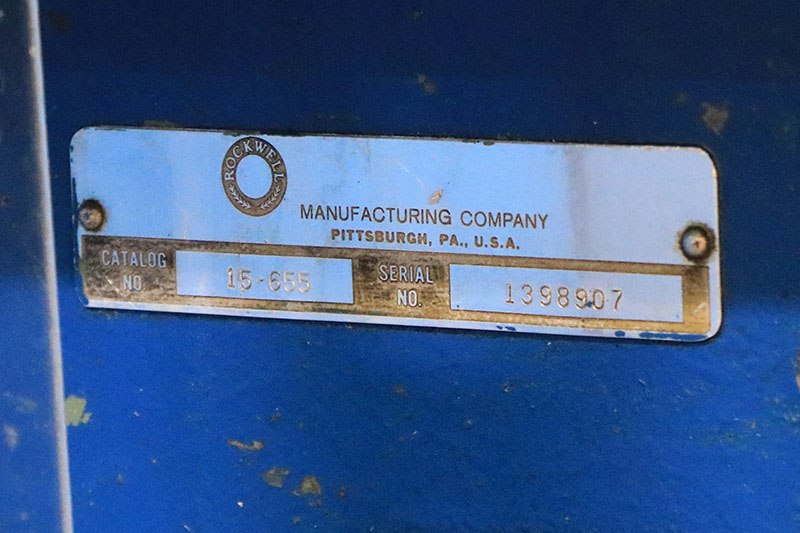 ROCKWELL
MANUFACTURING COMPANY
PITTSBURGH, PA., U.S.A.
CATALOG NO 15-655 SERIAL NO. 1398907